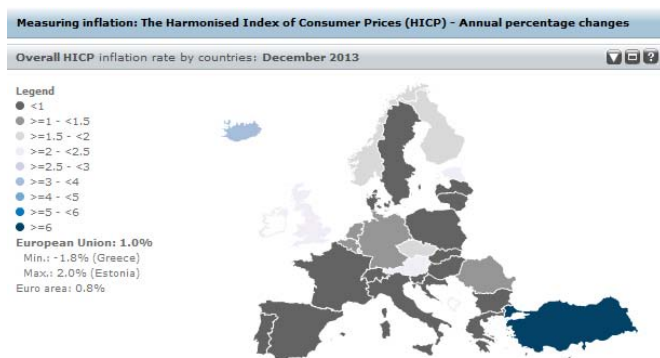 Measuring inflation: The Harmonised Index of Consumer Prices (HICP) - Annual percentage changes
Overall HICP inflation rate by countries: December 2013
?
Legend
<1
>=1 - <1.5
>=1.5 - <2
>=2 - <2.5
>=2.5 - <3
>=3 - <4
>=4 - <5
>=5 - <6
>=6
European Union: 1.0%
Min.: -1.8% (Greece)
Max.: 2.0% (Estonia)
Euro area: 0.8%